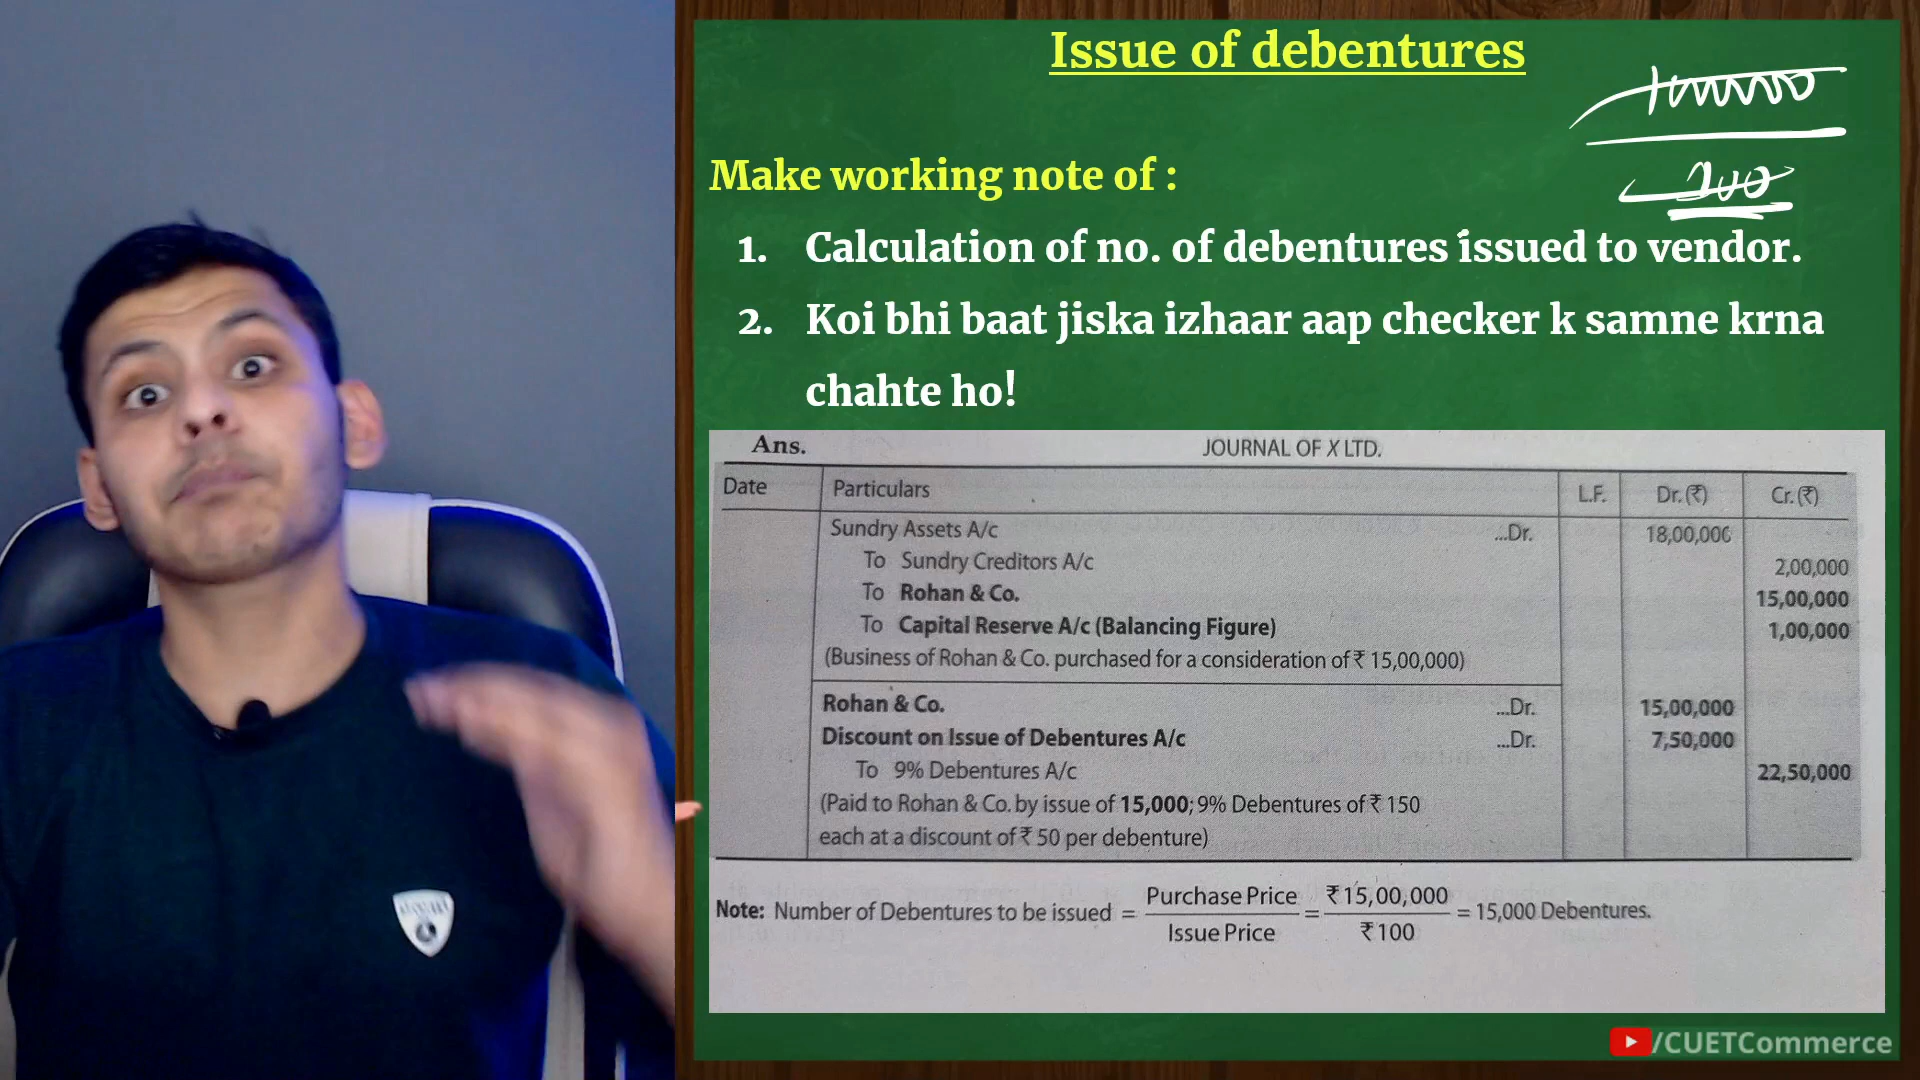 Issue of debentures
Make working note of :
1. Calculation of no. of debentures issued to vendor.
2. Koi bhi baat jiska izhaar aap checker k samne krna
chahte ho!
Ans. JOURNAL OF X LTD.
Date Particulars L.F. Dr. (₹) Cr. (₹)
Sundry Assets A/c ...Dr. 18,00,000
To Sundry Creditors A/c 2,00,000
To Rohan & Co. 15,00,000
To Capital Reserve A/c (Balancing Figure) 1,00,000
(Business of Rohan & Co. purchased for a consideration of ₹ 15,00,000)
Rohan & Co. ...Dr. 15,00,000
Discount on Issue of Debentures A/c ...Dr. 7,50,000
To 9% Debentures A/c 22,50,000
(Paid to Rohan & Co. by issue of 15,000; 9% Debentures of ₹ 150
each at a discount of ₹ 50 per debenture)
Note: Number of Debentures to be issued = Purchase Price / Issue Price = ₹ 15,00,000 / ₹ 100 = 15,000 Debentures.
/CUETCommerce